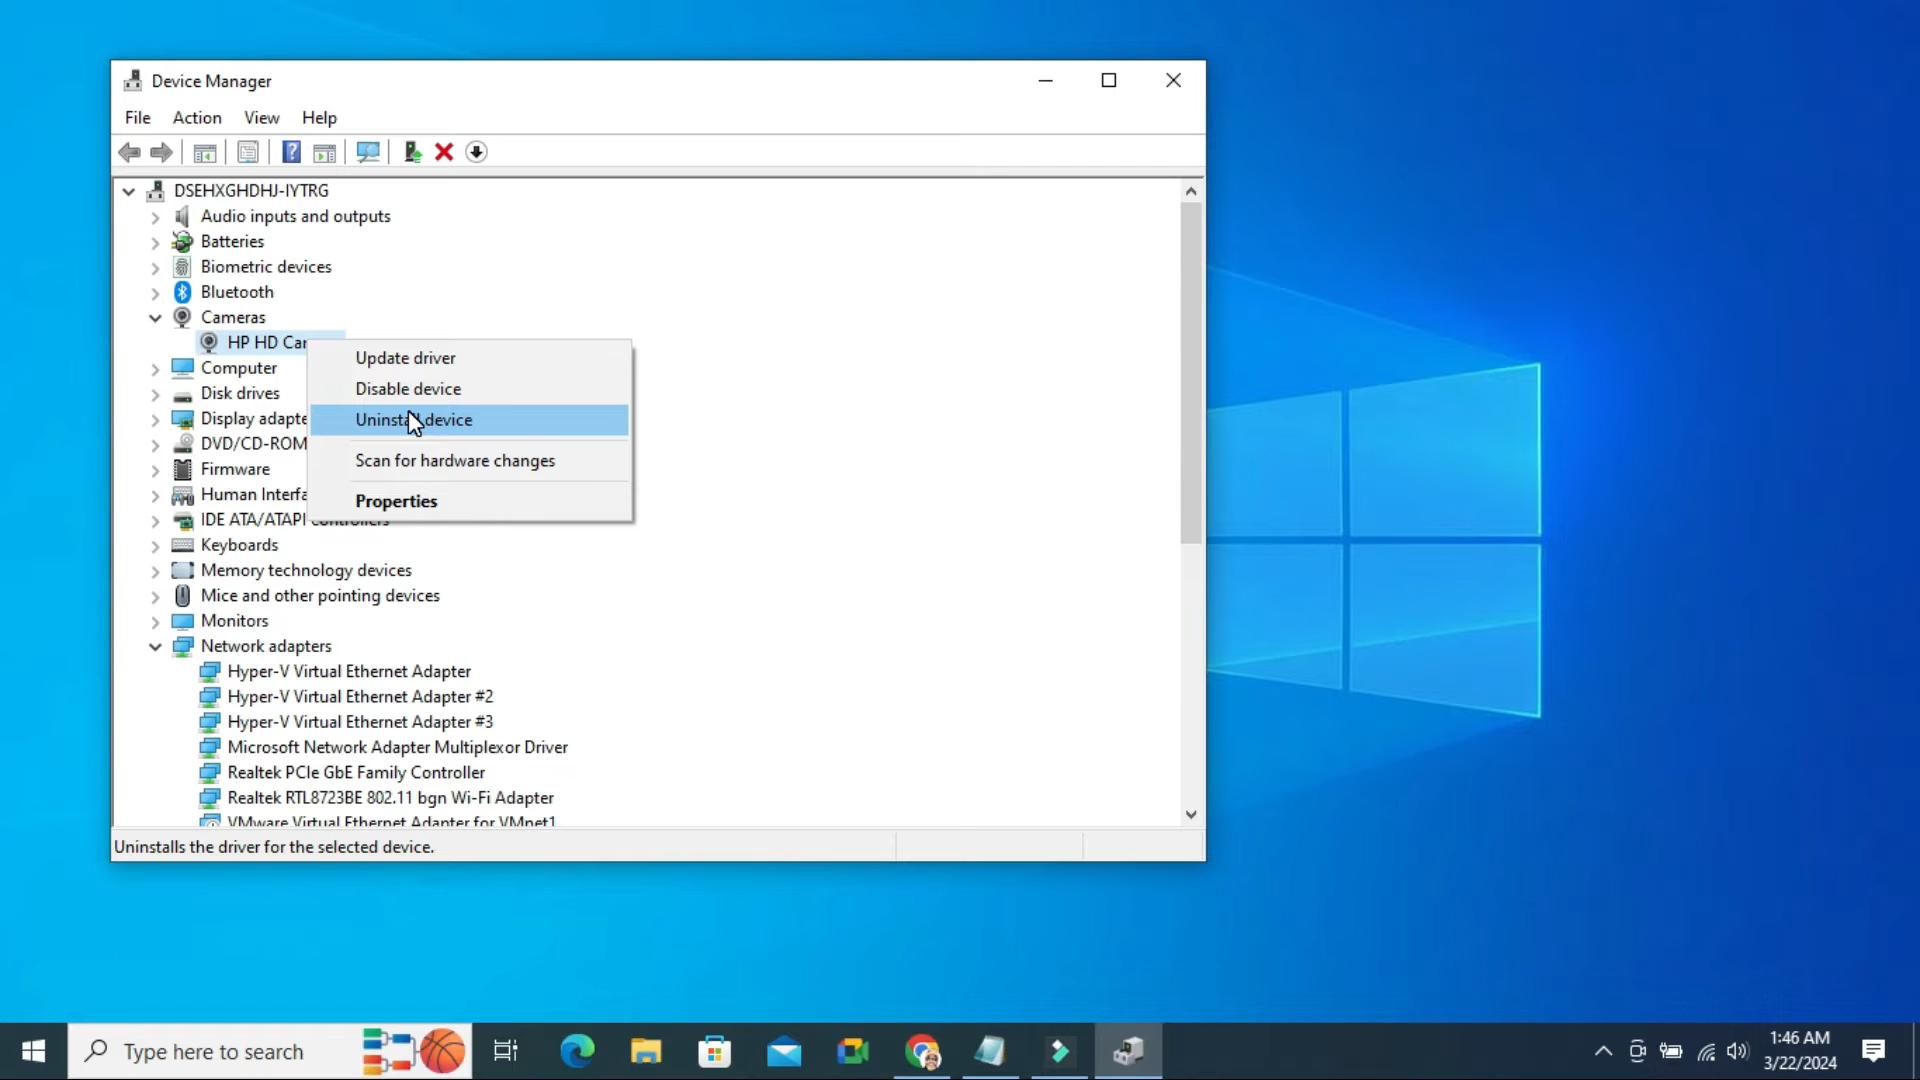 Device Manager
File Action View Help
DSEHXGHDHJ-IYTRG
Audio inputs and outputs
Batteries
Biometric devices
Bluetooth
Cameras
HP HD
Update driver
Computer
Disable device
Disk drives
Display
Uninstall device
DVD/CD-ROM
Scan for hardware changes
Firmware
Human
Properties
IDE ATA/ATAPI controllers
Keyboards
Memory technology devices
Mice and other pointing devices
Monitors
Network adapters
Hyper-V Virtual Ethernet Adapter
Hyper-V Virtual Ethernet Adapter #2
Hyper-V Virtual Ethernet Adapter #3
Microsoft Network Adapter Multiplexor Driver
Realtek PCIe GbE Family Controller
Realtek RTL8723BE 802.11 bgn Wi-Fi Adapter
VMware Virtual Ethernet Adapter for VMnet1
Uninstalls the driver for the selected device.
Type here to search
1:46 AM
3/22/2024